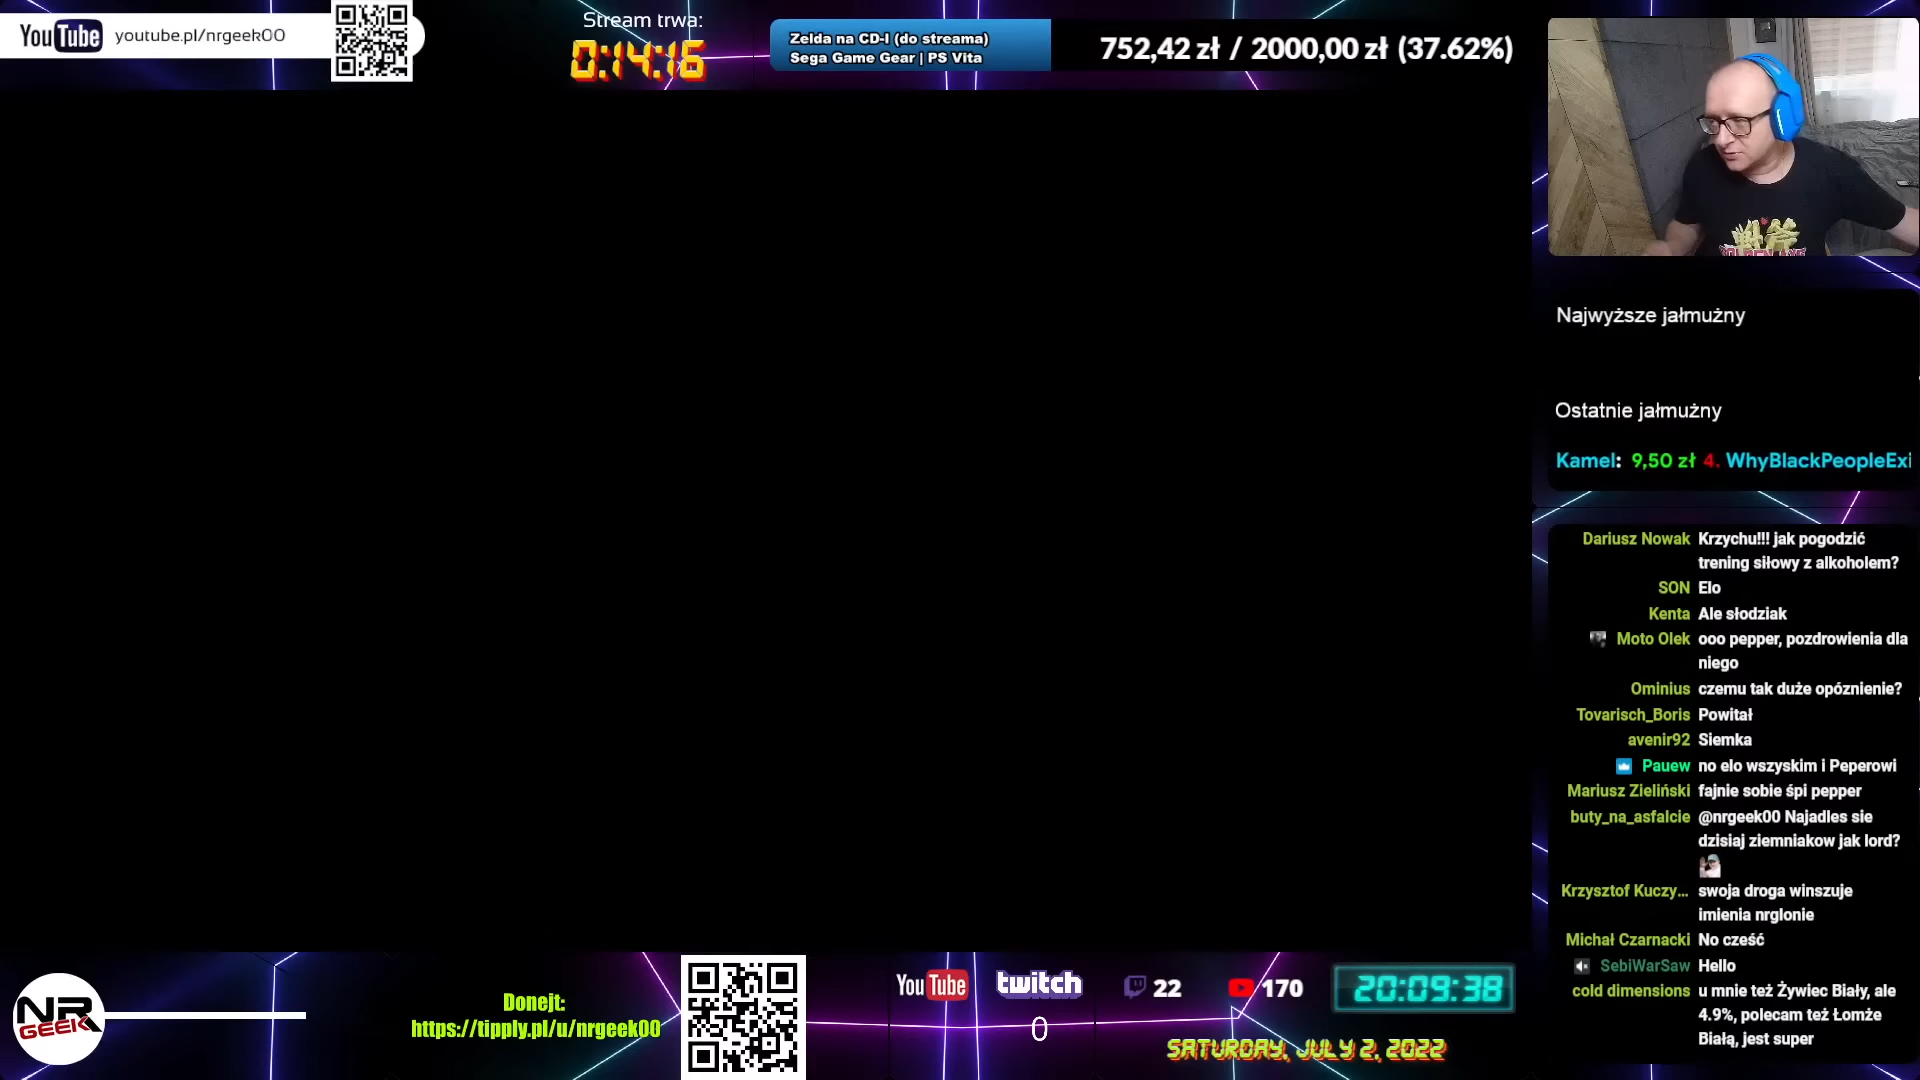 YouTube
youtube.pl/nrgeek00
Stream trwa:
0:14:16
Zelda na CD-I (do streama)
Sega Game Gear | PS Vita
752,42 zł / 2000,00 zł (37.62%)
Najwyższe jałmużny
Ostatnie jałmużny
Kamel: 9,50 zł 4. WhyBlackPeopleExi
Dariusz Nowak Krzychu!!! jak pogodzić
trening siłowy z alkoholem?
SON Elo
Kenta Ale słodziak
Moto Olek ooo pepper, pozdrowienia dla
niego
Ominius czemu tak duże opóznienie?
Tovarisch_Boris Powitał
avenir92 Siemka
Pauew no elo wszyskim i Peperowi
Mariusz Zieliński fajnie sobie śpi pepper
buty_na_asfalcie @nrgeek00 Najadles sie
dzisiaj ziemniakow jak lord?
Krzysztof Kuczy... swoja droga winszuje
imienia nrglonie
Michał Czarnacki No cześć
SebiWarSaw Hello
cold dimensions u mnie też Żywiec Biały, ale
4.9%, polecam też Łomże
Białą, jest super
NR
GEEK
Donejt:
https://tipply.pl/u/nrgeek00
YouTube
twitch
0
22
170
20:09:38
SATURDAY, JULY 2, 2022